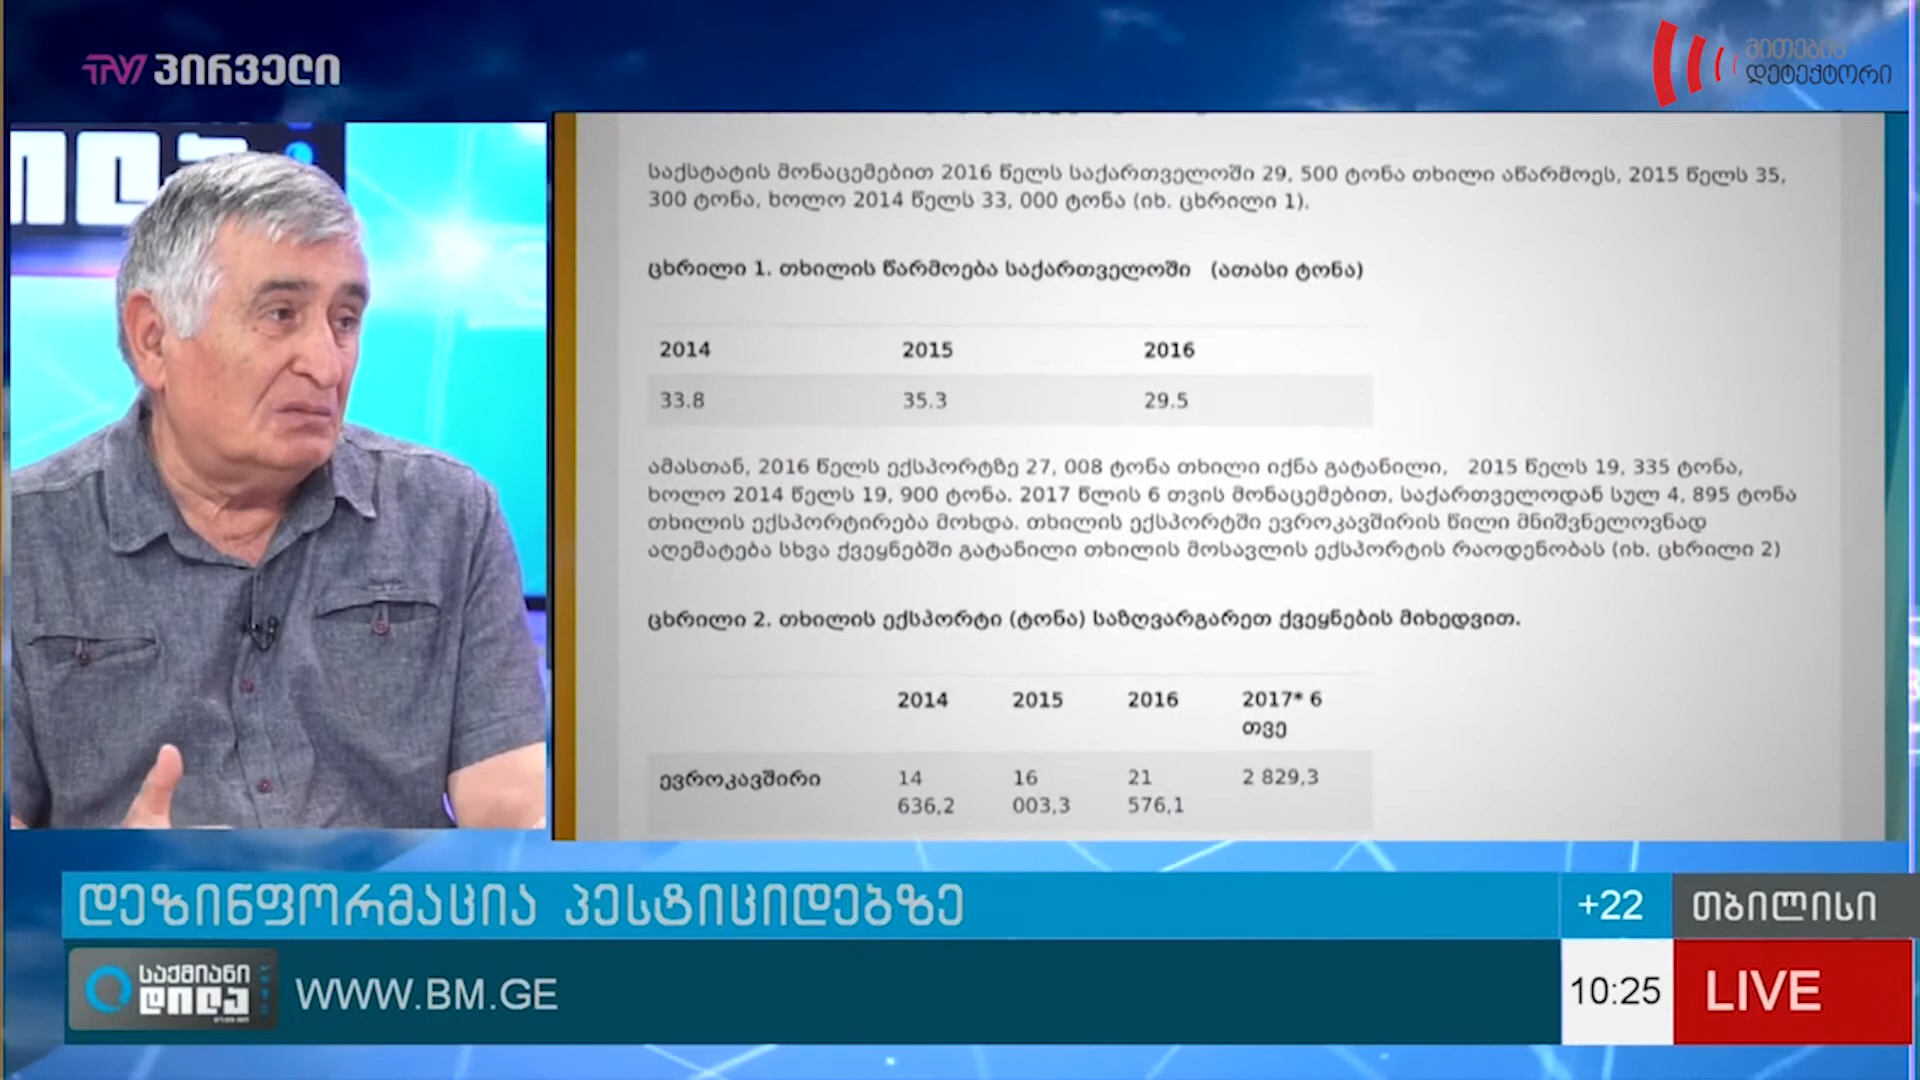 TV პირველი
მითების
დეტექტორი
საქსტატის მონაცემებით 2016 წელს საქართველოში 29, 500 ტონა თხილი აწარმოეს, 2015 წელს 35,
300 ტონა, ხოლო 2014 წელს 33, 000 ტონა (იხ. ცხრილი 1).
ცხრილი 1. თხილის წარმოება საქართველოში (ათასი ტონა)
2014 2015 2016
33.8 35.3 29.5
ამასთან, 2016 წელს ექსპორტზე 27, 008 ტონა თხილი იქნა გატანილი, 2015 წელს 19, 335 ტონა,
ხოლო 2014 წელს 19, 900 ტონა. 2017 წლის 6 თვის მონაცემებით, საქართველოდან სულ 4, 895 ტონა
თხილის ექსპორტირება მოხდა. თხილის ექსპორტში ევროკავშირის წილი მნიშვნელოვნად
აღემატება სხვა ქვეყნებში გატანილი თხილის მოსავლის ექსპორტის რაოდენობას (იხ. ცხრილი 2)
ცხრილი 2. თხილის ექსპორტი (ტონა) საზღვარგარეთ ქვეყნების მიხედვით.
2014 2015 2016 2017* 6
თვე
ევროკავშირი 14 16 21 2 829,3
636,2 003,3 576,1
დეზინფორმაცია პესტიციდებზე
+22 თბილისი
საქმიანი
დილა
WWW.BM.GE
10:25 LIVE